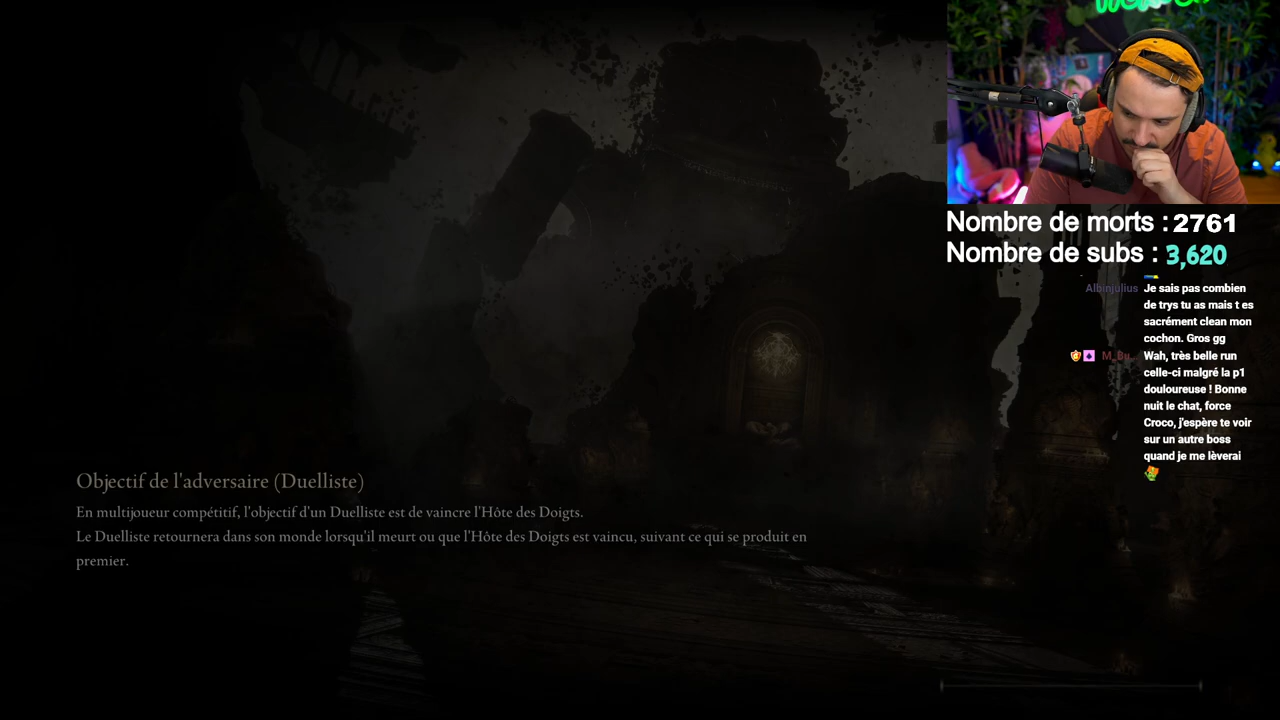 Nombre de morts : 2761
Nombre de subs : 3,620
Albinjulius Je sais pas combien
de trys tu as mais t es
sacrément clean mon
cochon. Gros gg
M_Bu... Wah, très belle run
celle-ci malgré la p1
douloureuse ! Bonne
nuit le chat, force
Croco, j'espère te voir
sur un autre boss
quand je me lèverai
Objectif de l'adversaire (Duelliste)
En multijoueur compétitif, l'objectif d'un Duelliste est de vaincre l'Hôte des Doigts.
Le Duelliste retournera dans son monde lorsqu'il meurt ou que l'Hôte des Doigts est vaincu, suivant ce qui se produit en
premier.